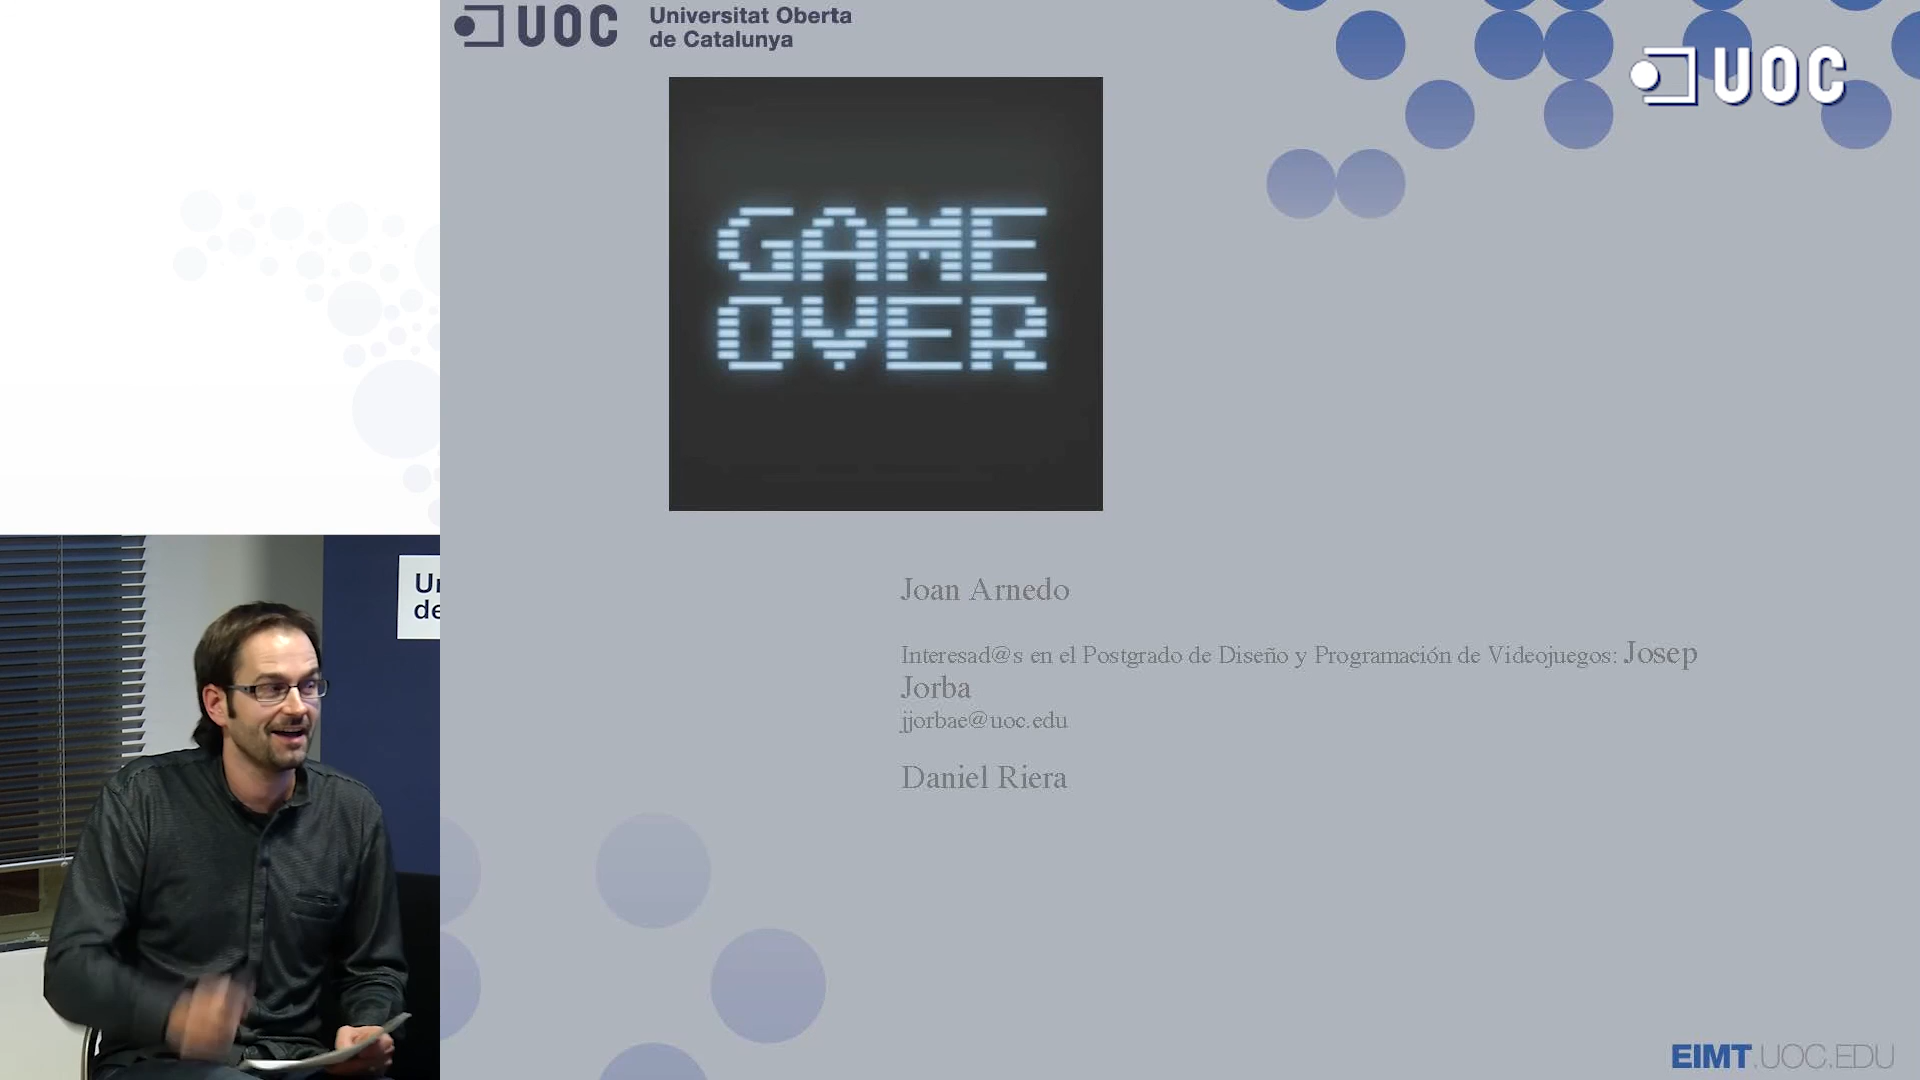 UOC
Universitat Oberta
de Catalunya
UOC
GAME
OVER
Joan Arnedo
Interesad@s en el Postgrado de Diseño y Programación de Videojuegos: Josep
Jorba
jjorbae@uoc.edu
Daniel Riera
EIMT.UOC.EDU